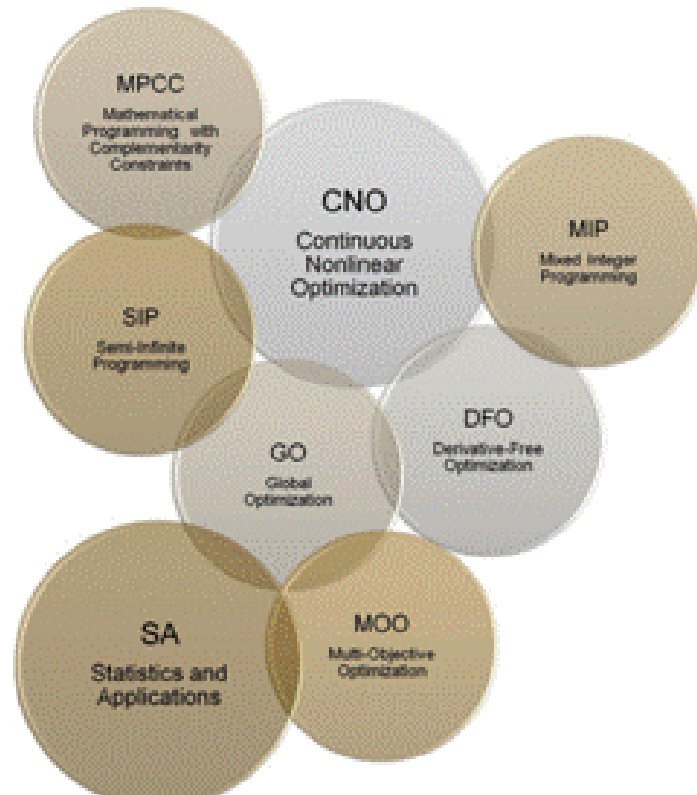 MPCC
Mathematical
Programming with
Complementarity
Constraints
CNO
Continuous
Nonlinear
Optimization
MIP
Mixed Integer
Programming
SIP
Semi-Infinite
Programming
DFO
Derivative-Free
Optimization
GO
Global
Optimization
SA
Statistics and
Applications
MOO
Multi-Objective
Optimization